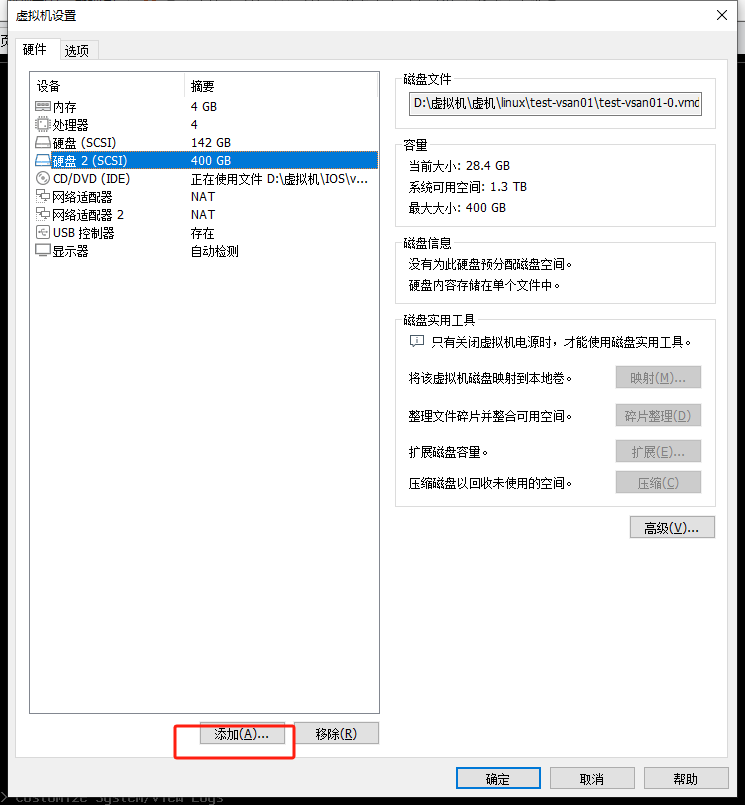 虚拟机设置
硬件 选项
设备 摘要
内存 4 GB
处理器 4
硬盘 (SCSI) 142 GB
硬盘 2 (SCSI) 400 GB
CD/DVD (IDE) 正在使用文件 D:\虚拟机\IOS\v...
网络适配器 NAT
网络适配器 2 NAT
USB 控制器 存在
显示器 自动检测
添加(A)... 移除(R)
磁盘文件
D:\虚拟机\虚机\linux\test-vsan01\test-vsan01-0.vmd
容量
当前大小: 28.4 GB
系统可用空间: 1.3 TB
最大大小: 400 GB
磁盘信息
没有为此硬盘预分配磁盘空间。
硬盘内容存储在单个文件中。
磁盘实用工具
只有关闭虚拟机电源时，才能使用磁盘实用工具。
将该虚拟机磁盘映射到本地卷。 映射(M)...
整理文件碎片并整合可用空间。 碎片整理(D)
扩展磁盘容量。 扩展(E)...
压缩磁盘以回收未使用的空间。 压缩(C)
高级(V)...
确定 取消 帮助
Customize System/View Logs